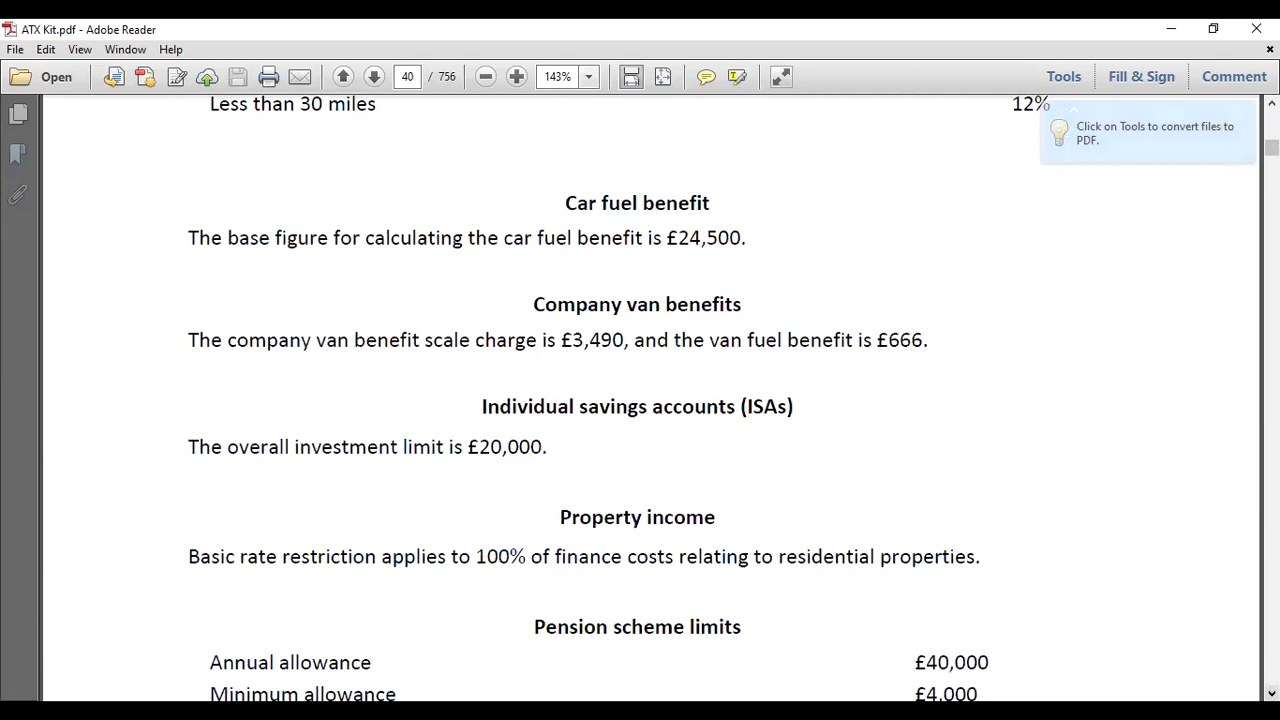 ATX Kit.pdf - Adobe Reader
File Edit View Window Help
Open 40 / 756 143% Tools Fill & Sign Comment
Less than 30 miles 12%
Click on Tools to convert files to
PDF.
Car fuel benefit
The base figure for calculating the car fuel benefit is £24,500.
Company van benefits
The company van benefit scale charge is £3,490, and the van fuel benefit is £666.
Individual savings accounts (ISAs)
The overall investment limit is £20,000.
Property income
Basic rate restriction applies to 100% of finance costs relating to residential properties.
Pension scheme limits
Annual allowance £40,000
Minimum allowance £4,000